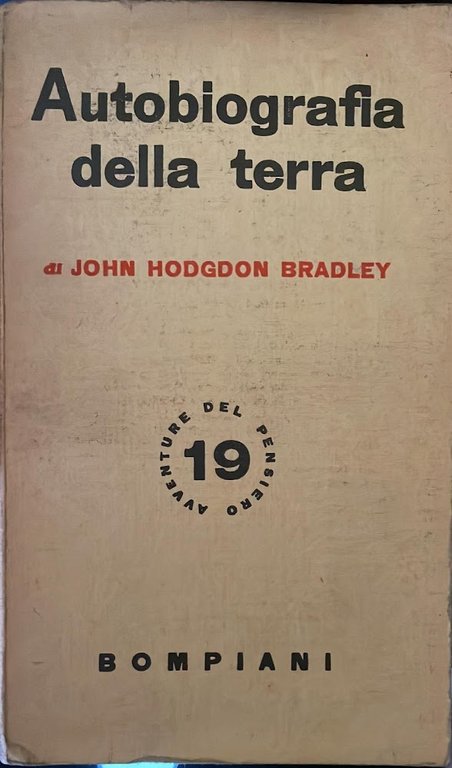 Autobiografia
della terra
di JOHN HODGDON BRADLEY
AVVENTURE DEL PENSIERO
19
BOMPIANI